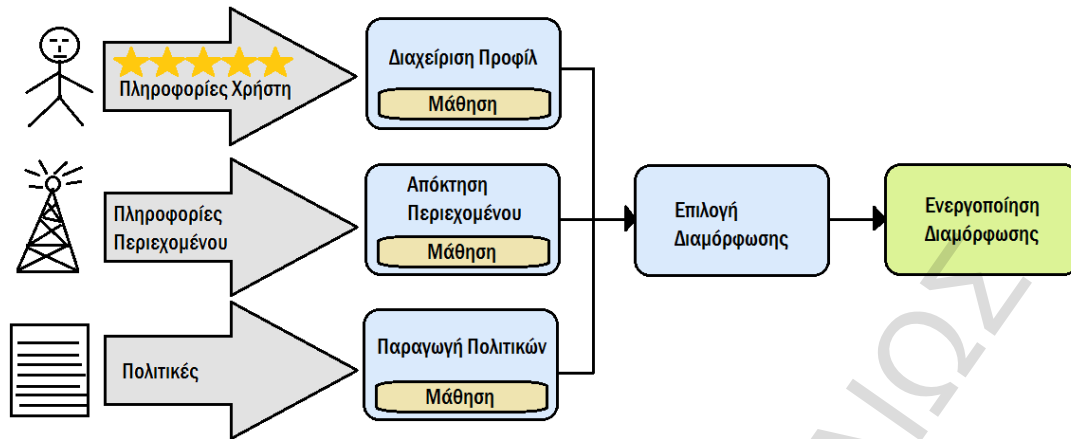 Πληροφορίες Χρήστη
Διαχείριση Προφίλ
Μάθηση
Πληροφορίες
Περιεχομένου
Απόκτηση
Περιεχομένου
Μάθηση
Επιλογή
Διαμόρφωσης
Ενεργοποίηση
Διαμόρφωσης
Πολιτικές
Παραγωγή Πολιτικών
Μάθηση